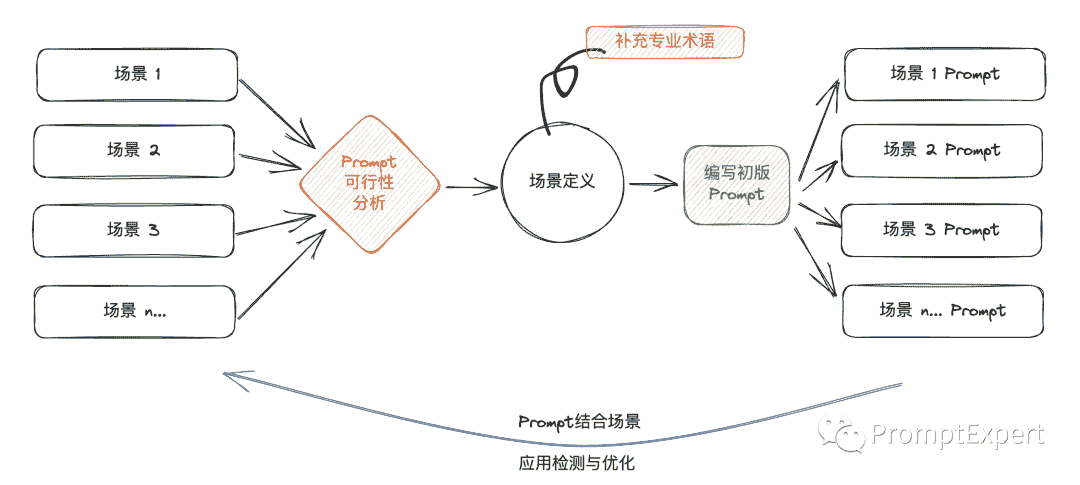 场景 1
场景 2
场景 3
场景 n...
Prompt
可行性
分析
补充专业术语
场景定义
编写初版
Prompt
场景 1 Prompt
场景 2 Prompt
场景 3 Prompt
场景 n... Prompt
Prompt结合场景
应用检测与优化
PromptExpert